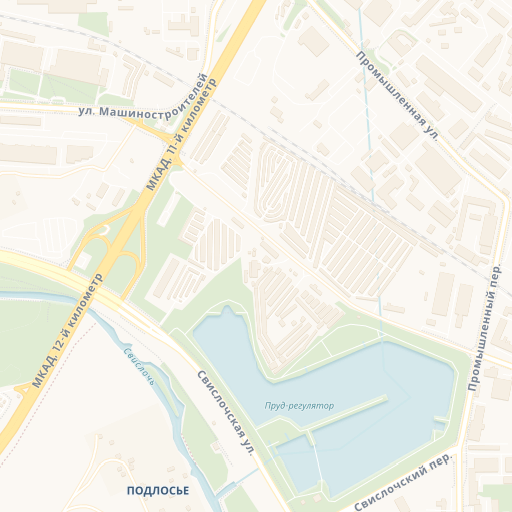 Промышленная ул.
ул. Машиностроителей
МКАД, 11-й километр
МКАД, 12-й километр
Промышленный пер.
Свислочь
Свислочская ул.
Пруд-регулятор
Свислочский пер.
ПОДЛОСЬЕ